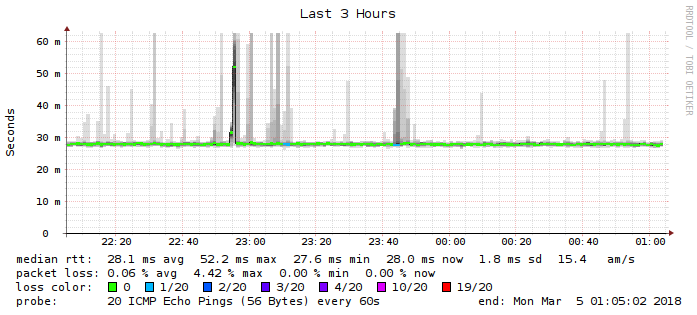 Last 3 Hours
RRDTOOL / TOBI OETIKER
Seconds
60 m
50 m
40 m
30 m
20 m
10 m
0
22:20 22:40 23:00 23:20 23:40 00:00 00:20 00:40 01:00
median rtt: 28.1 ms avg 52.2 ms max 27.6 ms min 28.0 ms now 1.8 ms sd 15.4 am/s
packet loss: 0.06 % avg 4.42 % max 0.00 % min 0.00 % now
loss color: 0 1/20 2/20 3/20 4/20 10/20 19/20
probe: 20 ICMP Echo Pings (56 Bytes) every 60s end: Mon Mar 5 01:05:02 2018